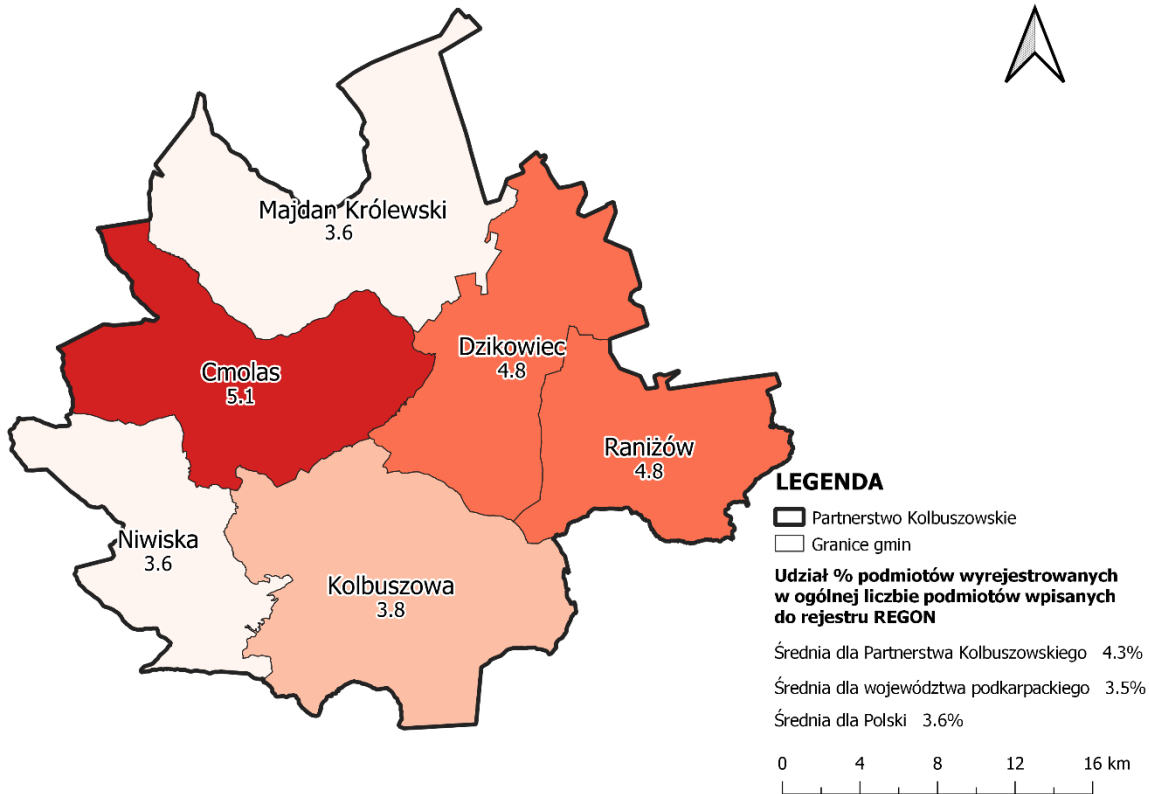 Majdan Królewski
3.6
Dzikowiec
4.8
Cmolas
5.1
Raniżów
4.8
Niwiska
3.6
Kolbuszowa
3.8
LEGENDA
Partnerstwo Kolbuszowskie
Granice gmin
Udział % podmiotów wyrejestrowanych
w ogólnej liczbie podmiotów wpisanych
do rejestru REGON
Średnia dla Partnerstwa Kolbuszowskiego 4.3%
Średnia dla województwa podkarpackiego 3.5%
Średnia dla Polski 3.6%
0 4 8 12 16 km